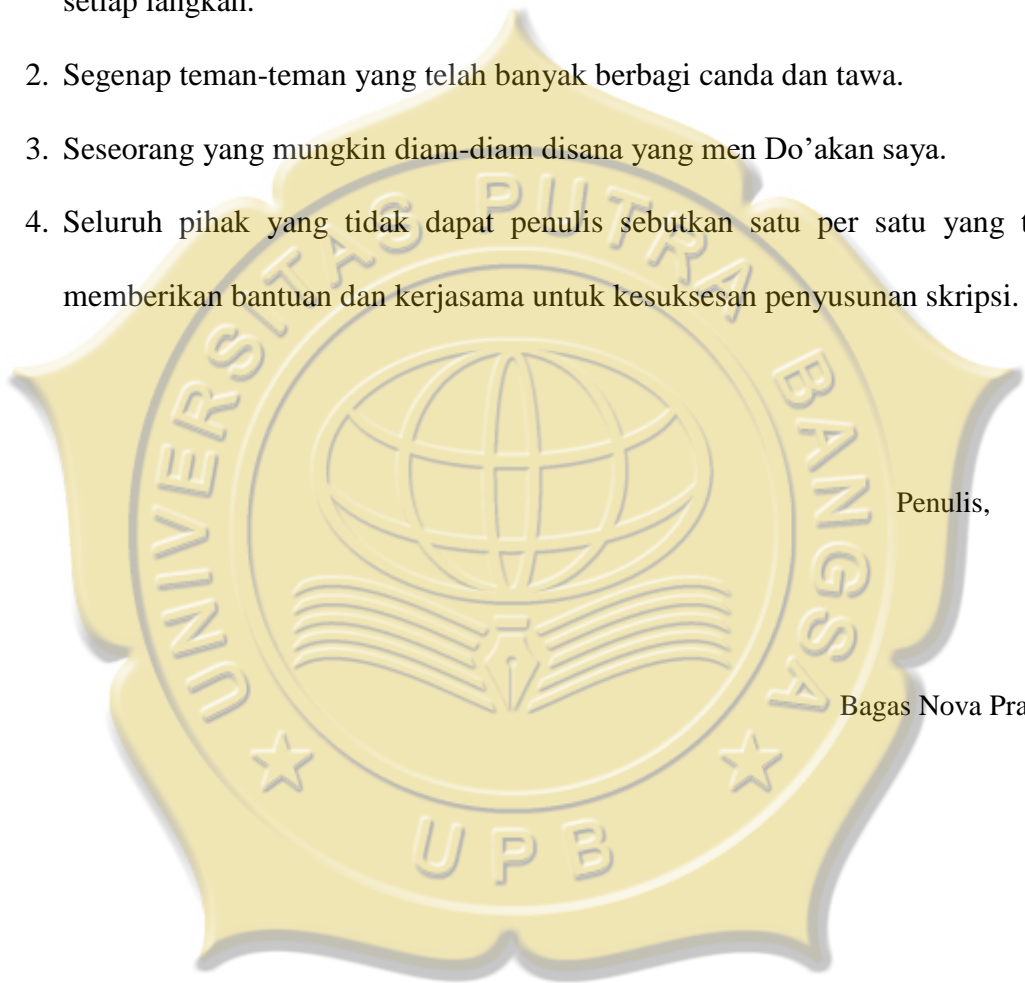 setiap langkah.
2. Segenap teman-teman yang telah banyak berbagi canda dan tawa.
3. Seseorang yang mungkin diam-diam disana yang men Do’akan saya.
4. Seluruh pihak yang tidak dapat penulis sebutkan satu per satu yang
memberikan bantuan dan kerjasama untuk kesuksesan penyusunan skripsi.
UNIVERSITAS PUTRA BANGSA
Penulis,
Bagas Nova
UPB